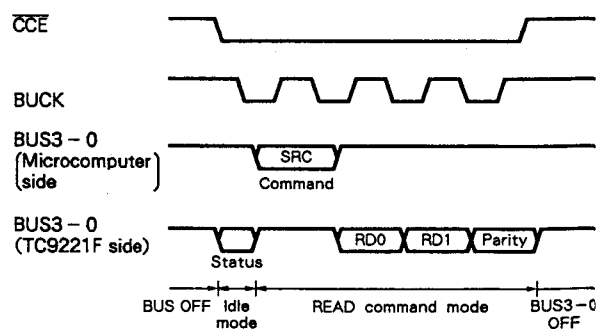 CCE
BUCK
BUS3 – 0
(Microcomputer
side)
SRC
Command
BUS3 – 0
(TC9221F side)
RD0 RD1 Parity
Status
BUS OFF Idle mode READ command mode BUS3 – 0 OFF